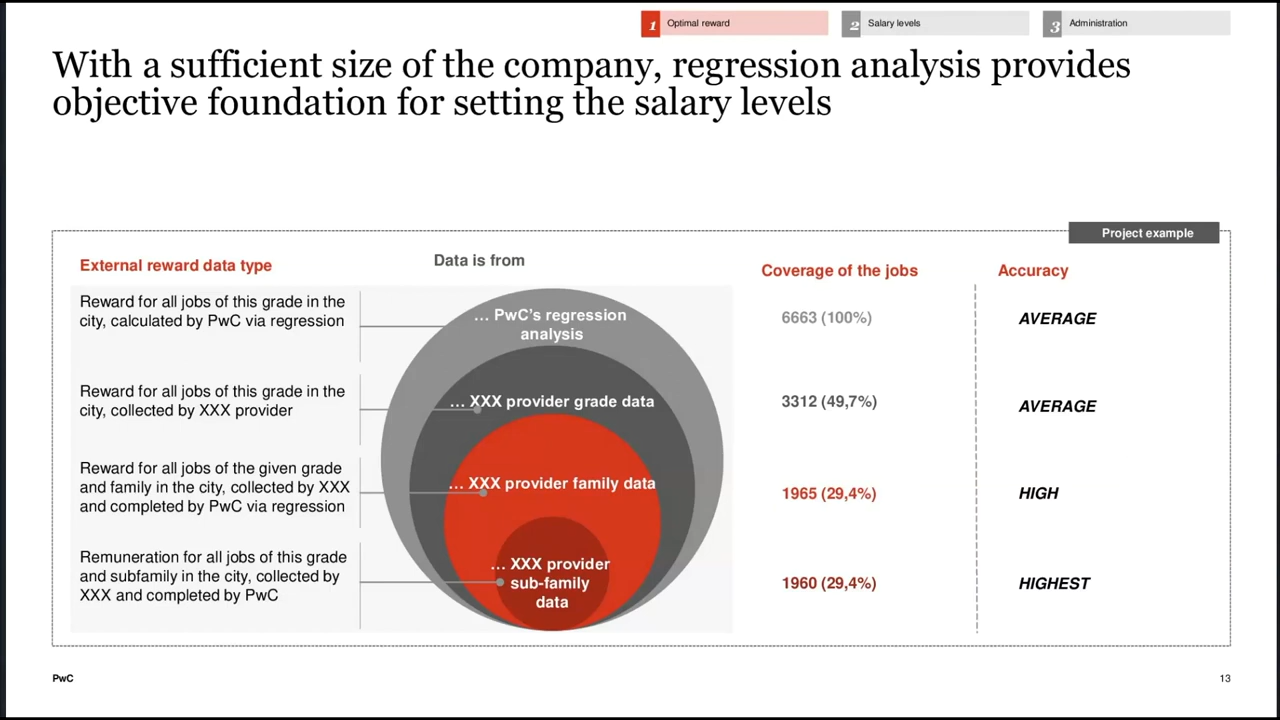 1 Optimal reward
2 Salary levels
3 Administration
With a sufficient size of the company, regression analysis provides
objective foundation for setting the salary levels
Project example
External reward data type
Data is from
Coverage of the jobs
Accuracy
Reward for all jobs of this grade in the
city, calculated by PwC via regression
... PwC's regression
analysis
6663 (100%)
AVERAGE
Reward for all jobs of this grade in the
city, collected by XXX provider
... XXX provider grade data
3312 (49,7%)
AVERAGE
Reward for all jobs of the given grade
and family in the city, collected by XXX
and completed by PwC via regression
... XXX provider family data
1965 (29,4%)
HIGH
Remuneration for all jobs of this grade
and subfamily in the city, collected by
XXX and completed by PwC
... XXX provider
sub-family
data
1960 (29,4%)
HIGHEST
PwC
13